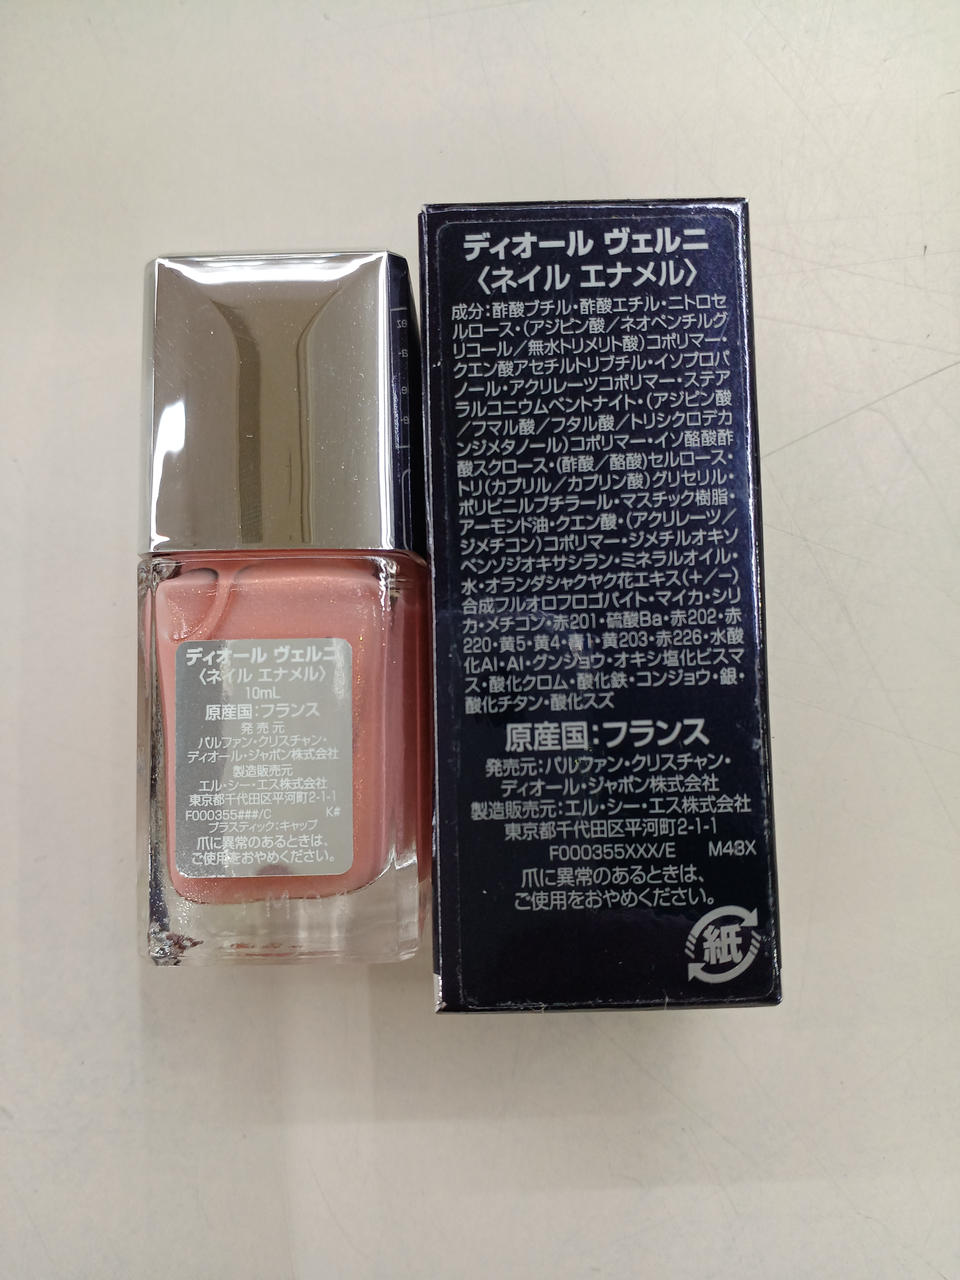 ディオール ヴェルニ
〈ネイル エナメル〉
10mL
原産国:フランス
発売元
パルファン・クリスチャン・
ディオール・ジャポン株式会社
製造販売元
エル・シー・エス株式会社
東京都千代田区平河町2-1-1
F000355###/C K#
プラスティック:キャップ
爪に異常のあるときは、
ご使用をおやめください。
ディオール ヴェルニ
〈ネイル エナメル〉
成分:酢酸ブチル・酢酸エチル・ニトロセ
ルロース・(アジピン酸/ネオペンチルグ
リコール/無水トリメリト酸)コポリマー・
クエン酸アセチルトリブチル・イソプロパ
ノール・アクリレーツコポリマー・ステア
ラルコニウムベントナイト・(アジピン酸
/フマル酸/フタル酸/トリシクロデカ
ンジメタノール)コポリマー・イソ酪酸酢
酸スクロース・(酢酸/酪酸)セルロース・
トリ(カプリル/カプリン酸)グリセリル・
ポリビニルブチラール・マスチック樹脂・
アーモンド油・クエン酸・(アクリレーツ/
ジメチコン)コポリマー・ジメチルオキソ
ベンゾジオキサシラン・ミネラルオイル・
水・オランダシャクヤク花エキス(+/-)
合成フルオロフロゴパイト・マイカ・シリ
カ・メチコン・赤201・硫酸Ba・赤202・赤
220・黄5・黄4・青1・黄203・赤226・水酸
化Al・Al・グンジョウ・オキシ塩化ビスマ
ス・酸化クロム・酸化鉄・コンジョウ・銀・
酸化チタン・酸化スズ
原産国:フランス
発売元:パルファン・クリスチャン・
ディオール・ジャポン株式会社
製造販売元:エル・シー・エス株式会社
東京都千代田区平河町2-1-1
F000355XXX/E M43X
爪に異常のあるときは、
ご使用をおやめください。
紙